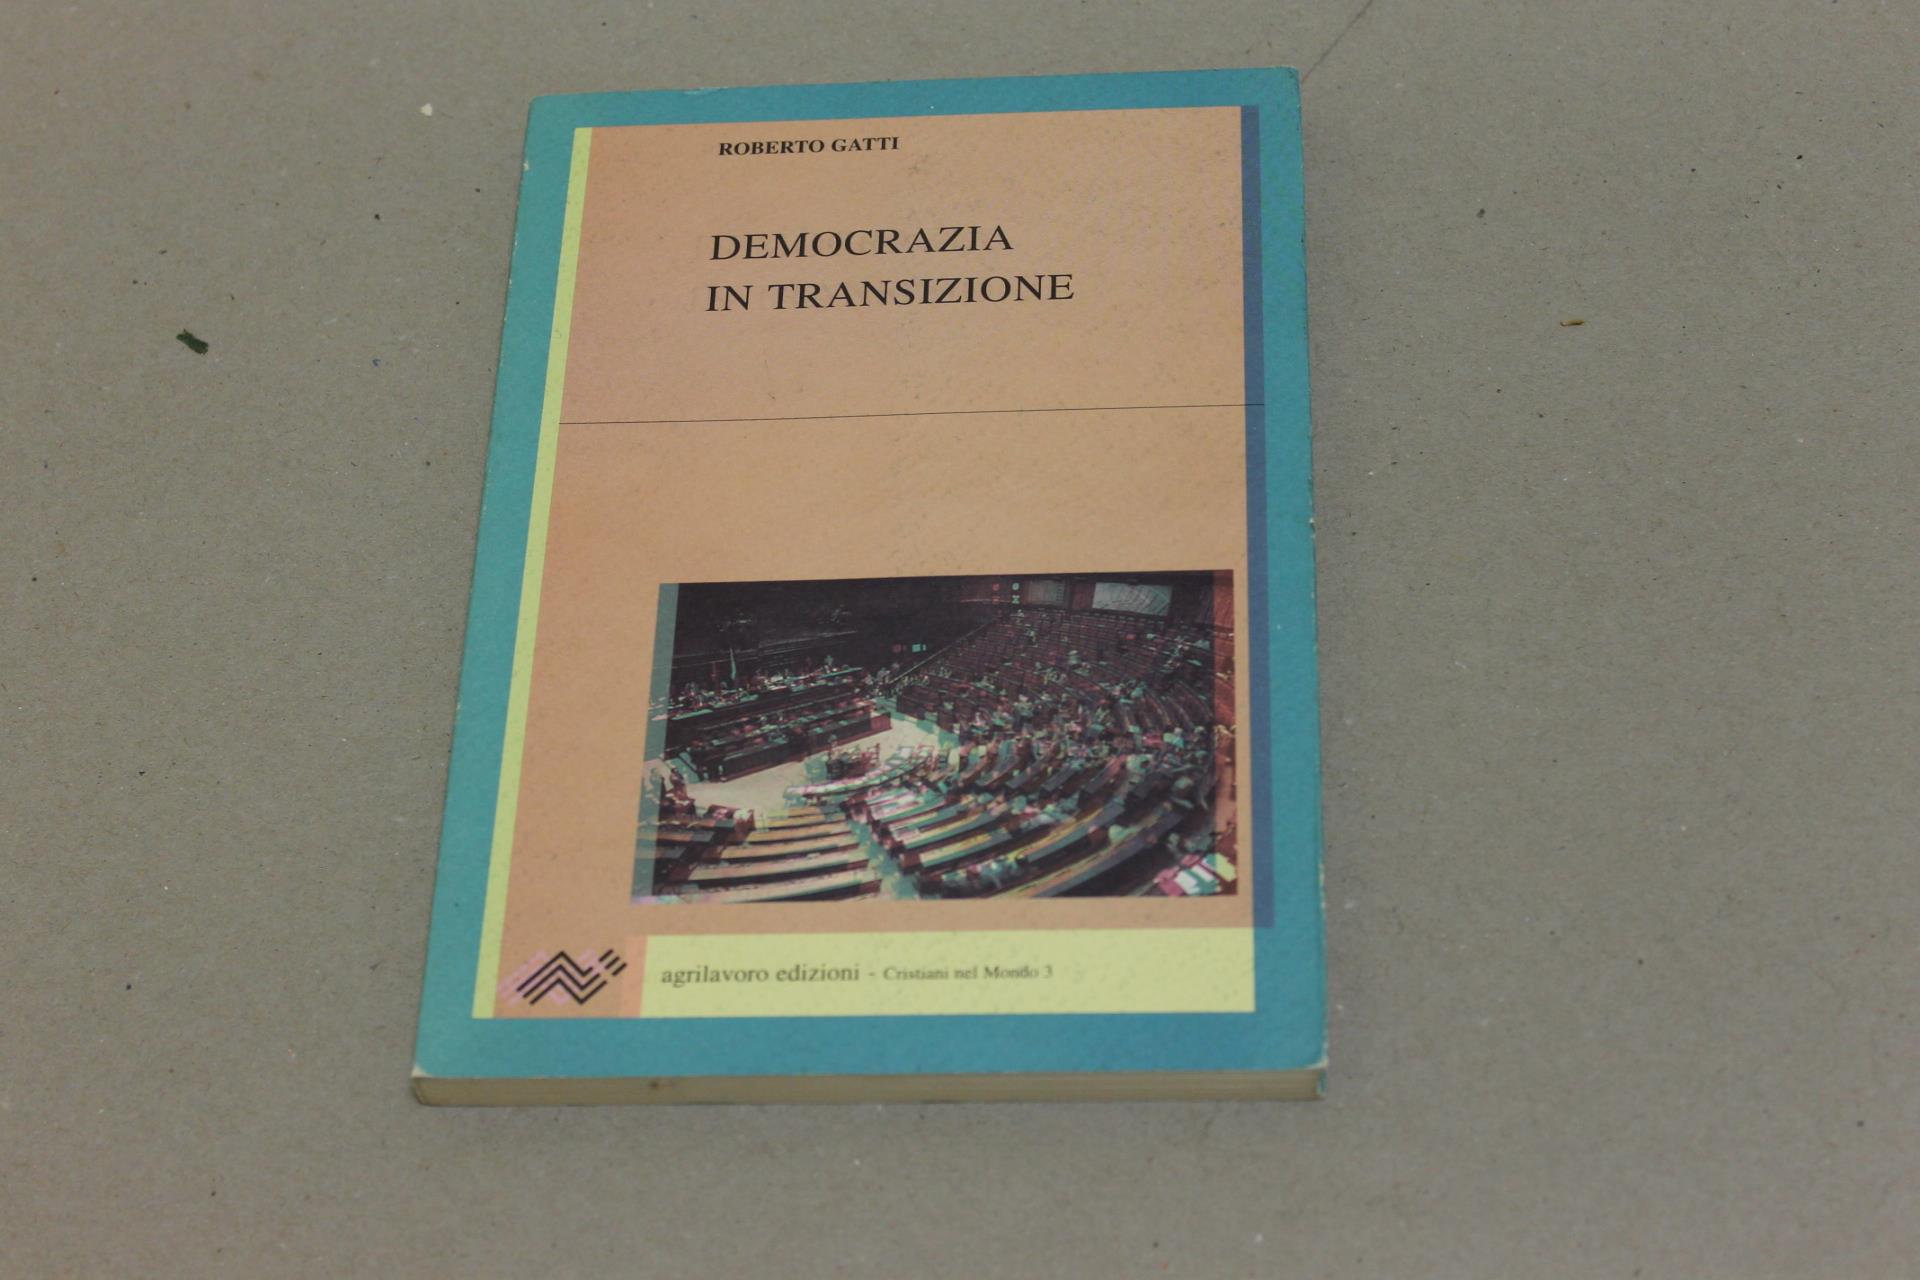 ROBERTO GATTI
DEMOCRAZIA
IN TRANSIZIONE
agrilavoro edizioni - Cristiani nel Mondo 3